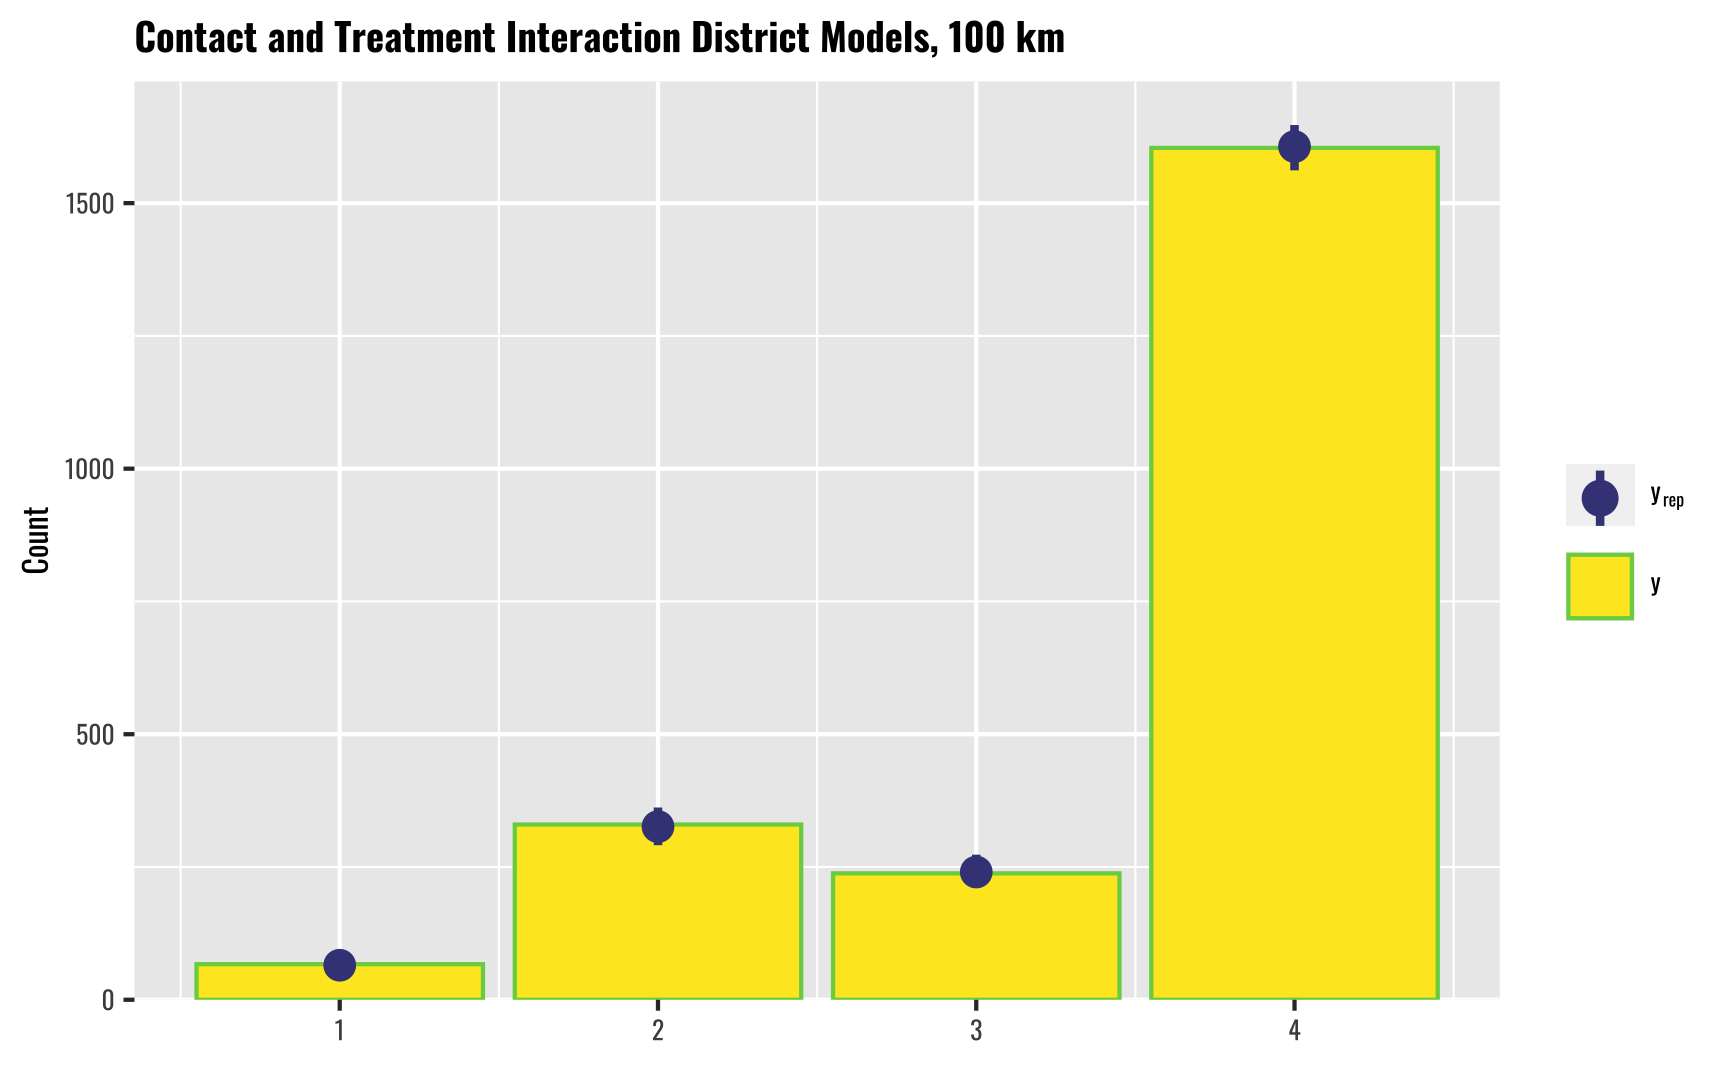 Contact and Treatment Interaction District Models, 100 km
1500
1000
500
0
Count
1
2
3
4
y rep
y